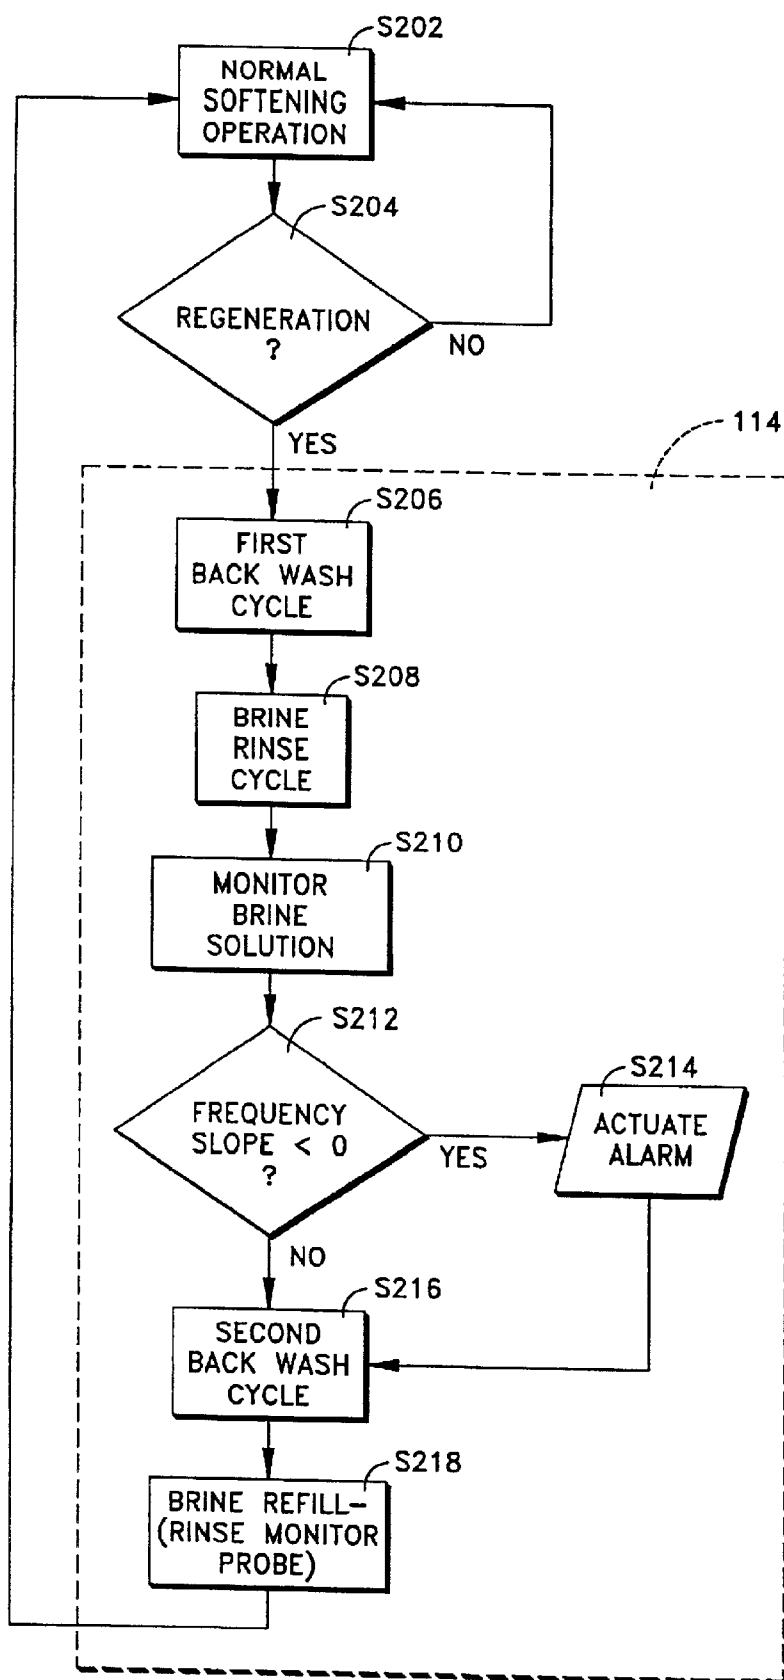 S202
NORMAL
SOFTENING
OPERATION
S204
REGENERATION
?
NO
YES
114
S206
FIRST
BACK WASH
CYCLE
S208
BRINE
RINSE
CYCLE
S210
MONITOR
BRINE
SOLUTION
S212
FREQUENCY
SLOPE < 0
?
YES
NO
S214
ACTUATE
ALARM
S216
SECOND
BACK WASH
CYCLE
S218
BRINE REFILL-
(RINSE MONITOR
PROBE)